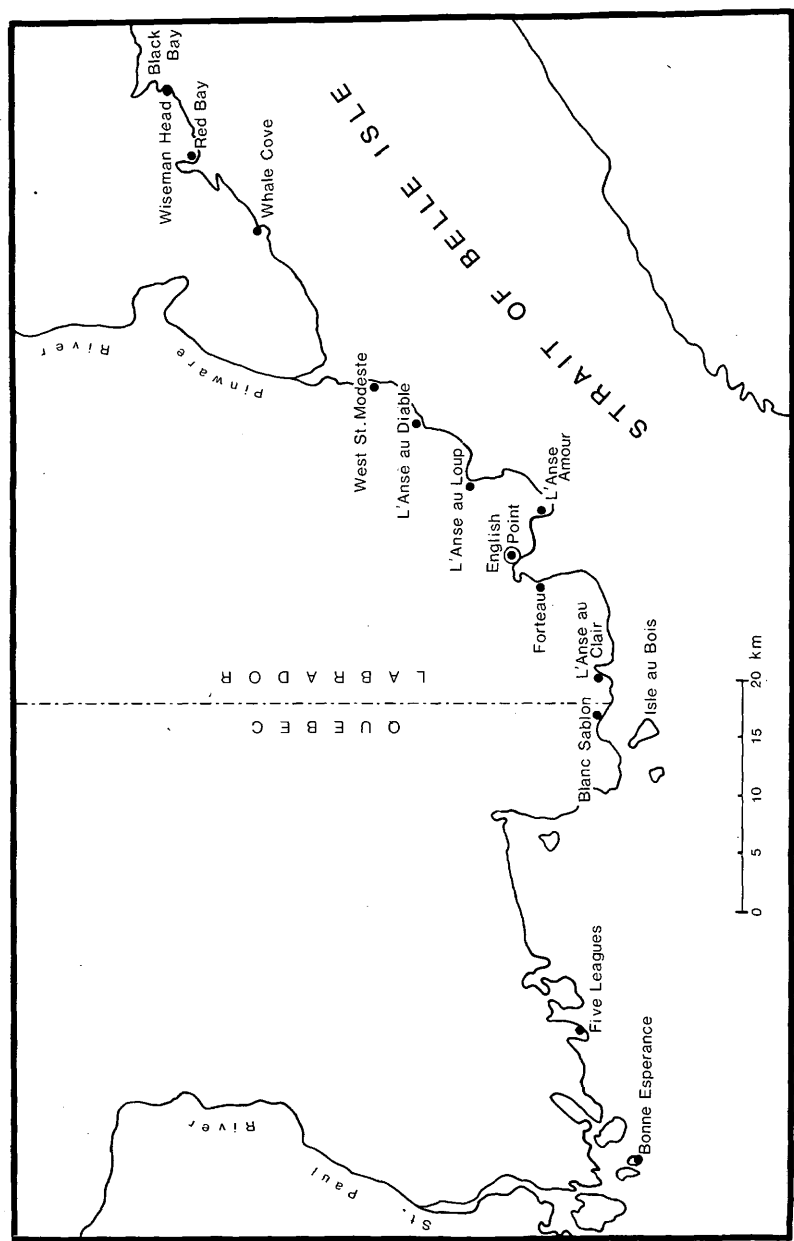 Black
Bay
Wiseman Head
Red Bay
Whale Cove
River
Pinware
STRAIT OF BELLE ISLE
West St. Modeste
L'Anse au Diable
L'Anse au Loup
L'Anse
Amour
English
Point
Forteau
L'Anse au
Clair
Isle au Bois
Blanc Sablon
LABRADOR
QUEBEC
0 5 10 15 20 km
Five Leagues
Bonne Esperance
River
Paul
St.